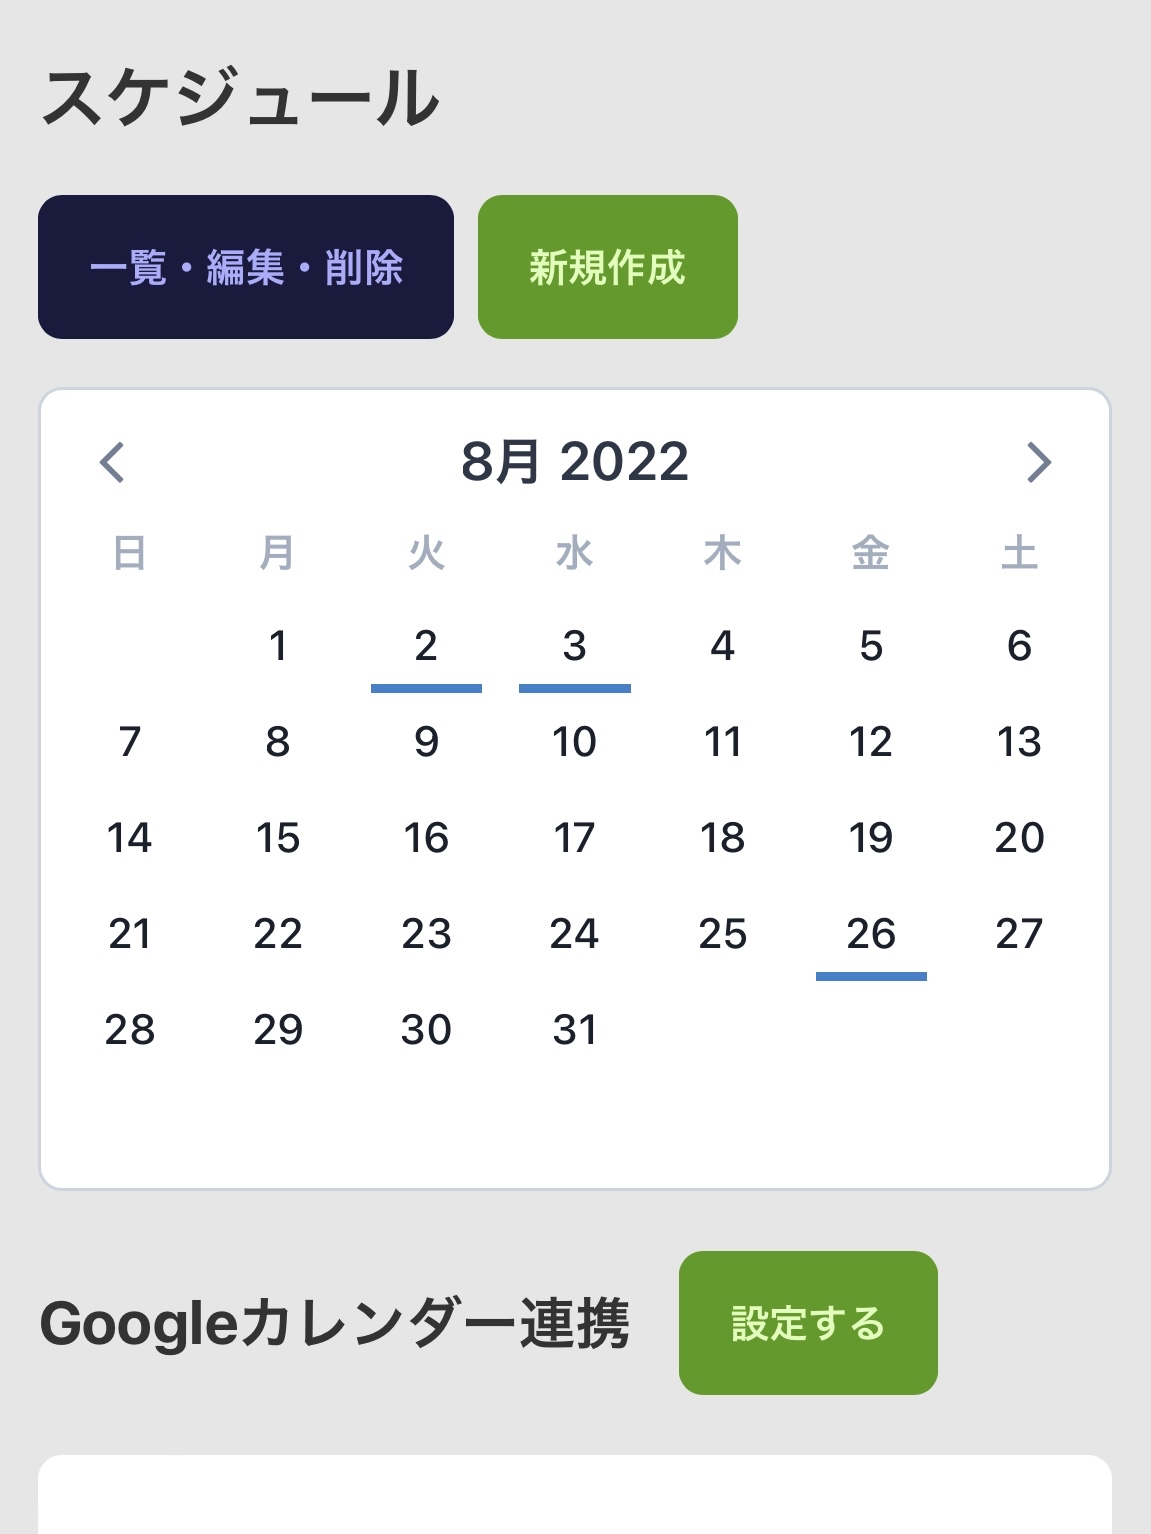 スケジュール
一覧・編集・削除 新規作成
8月 2022
日 月 火 水 木 金 土
1 2 3 4 5 6
7 8 9 10 11 12 13
14 15 16 17 18 19 20
21 22 23 24 25 26 27
28 29 30 31
Googleカレンダー連携 設定する